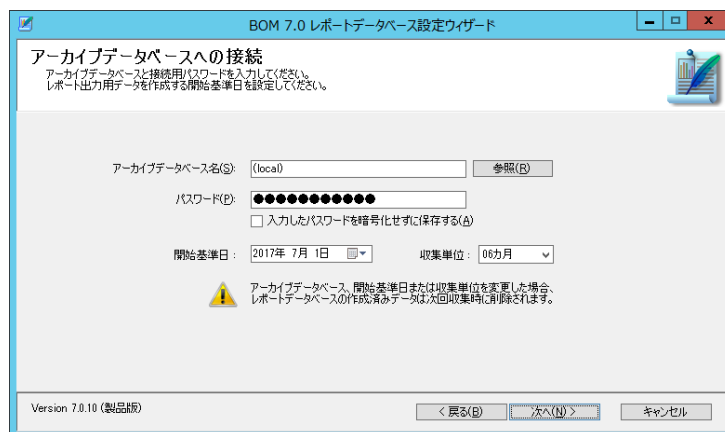 BOM 7.0 レポートデータベース設定ウィザード
アーカイブデータベースへの接続
アーカイブデータベースと接続用パスワードを入力してください。
レポート出力用データを作成する開始基準日を設定してください。
アーカイブデータベース名(S): (local) 参照(R)
パスワード(P): ●●●●●●●●●●●
入力したパスワードを暗号化せずに保存する(A)
開始基準日: 2017年 7月 1日 収集単位: 06カ月
アーカイブデータベース、開始基準日または収集単位を変更した場合、
レポートデータベースの作成済みデータは次回収集時に削除されます。
Version 7.0.10 (製品版) < 戻る(B) 次へ(N) > キャンセル